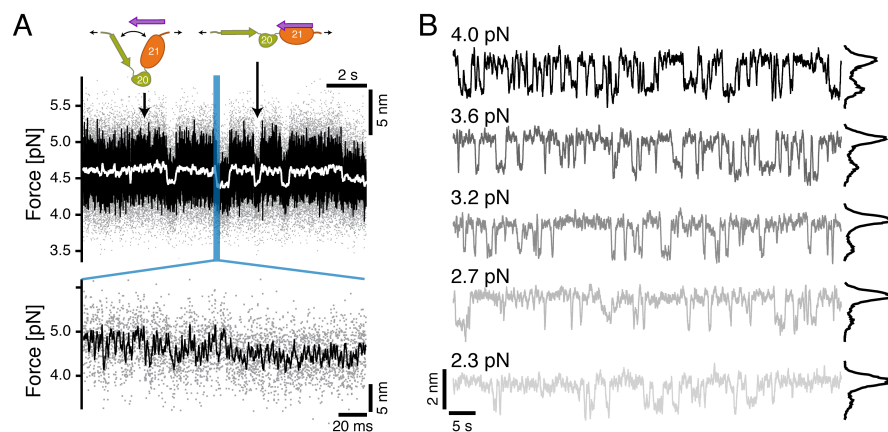 A
21
20
20
21
2 s
5 nm
Force [pN]
5.5
5.0
4.5
4.0
3.5
Force [pN]
5.0
4.0
5 nm
20 ms
B
4.0 pN
3.6 pN
3.2 pN
2.7 pN
2.3 pN
2 nm
5 s